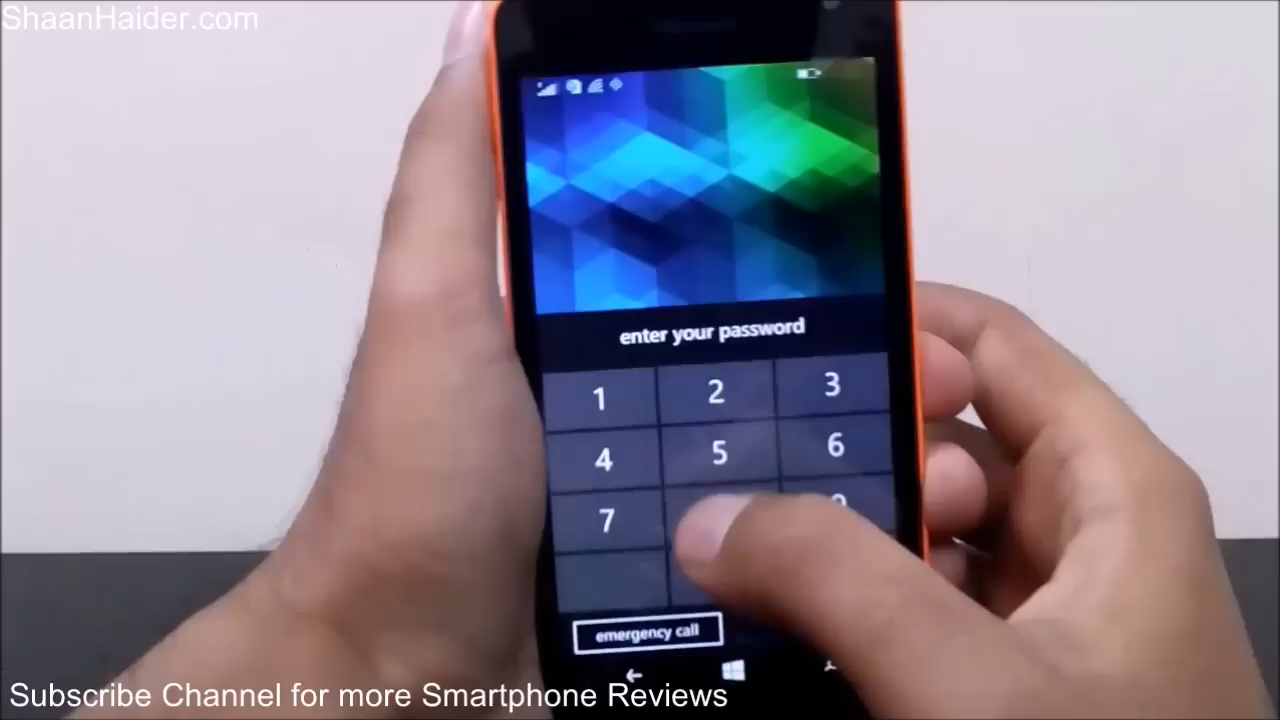 ShaanHaider.com
enter your password
1 2 3
4 5 6
7
emergency call
Subscribe Channel for more Smartphone Reviews